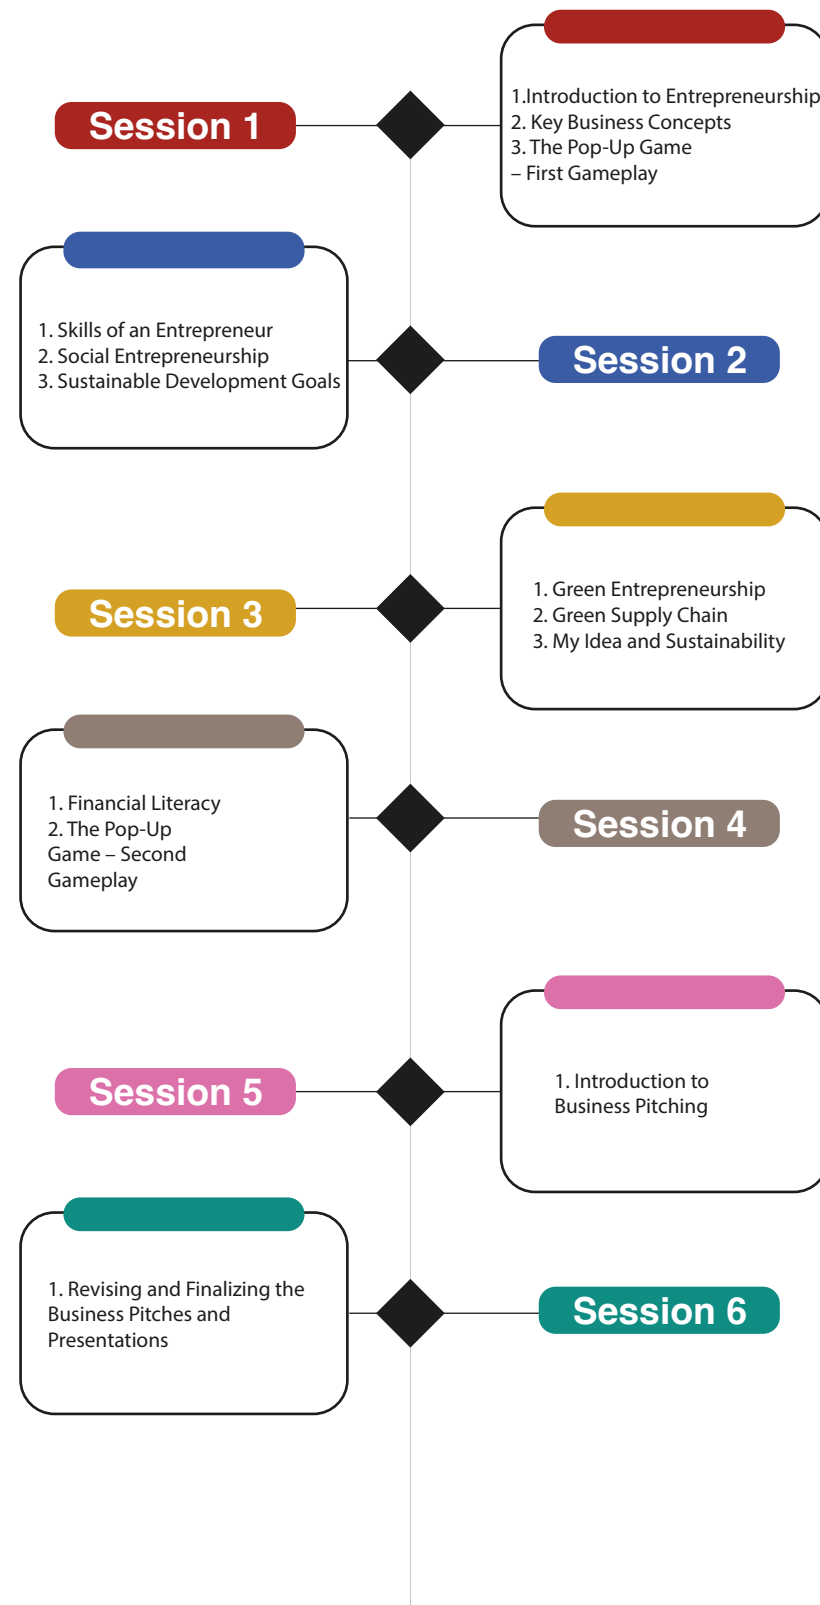 Session 1
1.Introduction to Entrepreneurship
2. Key Business Concepts
3. The Pop-Up Game
– First Gameplay
1. Skills of an Entrepreneur
2. Social Entrepreneurship
3. Sustainable Development Goals
Session 2
Session 3
1. Green Entrepreneurship
2. Green Supply Chain
3. My Idea and Sustainability
1. Financial Literacy
2. The Pop-Up
Game – Second
Gameplay
Session 4
Session 5
1. Introduction to
Business Pitching
1. Revising and Finalizing the
Business Pitches and
Presentations
Session 6